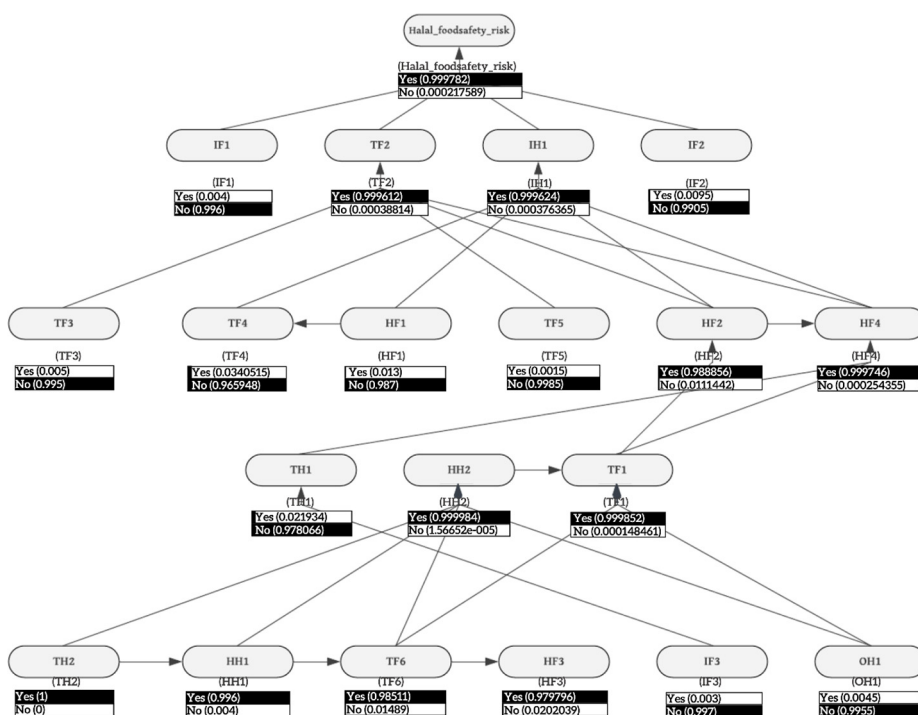 Halal_foodsafety_risk
(Halal_foodsafety_risk)
Yes (0.999782)
No (0.000217589)
IF1
TF2
IH1
IF2
(IF1)
Yes (0.004)
No (0.996)
(TF2)
Yes (0.999612)
No (0.00038814)
(IH1)
Yes (0.999624)
No (0.000376365)
(IF2)
Yes (0.0095)
No (0.9905)
TF3
TF4
HF1
TF5
HF2
HF4
(TF3)
Yes (0.005)
No (0.995)
(TF4)
Yes (0.0340515)
No (0.965948)
(HF1)
Yes (0.013)
No (0.987)
(TF5)
Yes (0.0015)
No (0.9985)
(HF2)
Yes (0.988856)
No (0.0111442)
(HF4)
Yes (0.999746)
No (0.000254355)
TH1
HH2
TF1
(TH1)
Yes (0.021934)
No (0.978066)
(HH2)
Yes (0.999984)
No (1.56652e-005)
(TF1)
Yes (0.999852)
No (0.000148461)
TH2
HH1
TF6
HF3
IF3
OH1
(TH2)
Yes (1)
No (0)
(HH1)
Yes (0.996)
No (0.004)
(TF6)
Yes (0.98511)
No (0.01489)
(HF3)
Yes (0.979796)
No (0.0202039)
(IF3)
Yes (0.003)
No (0.997)
(OH1)
Yes (0.0045)
No (0.9955)